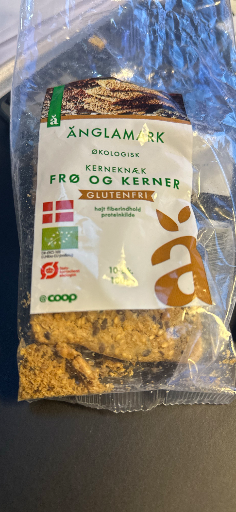 ÄNGLAMARK
ØKOLOGISK
KERNEKNÆK
FRØ OG KERNER
GLUTENFRI
højt fiberindhold
proteinkilde
coop